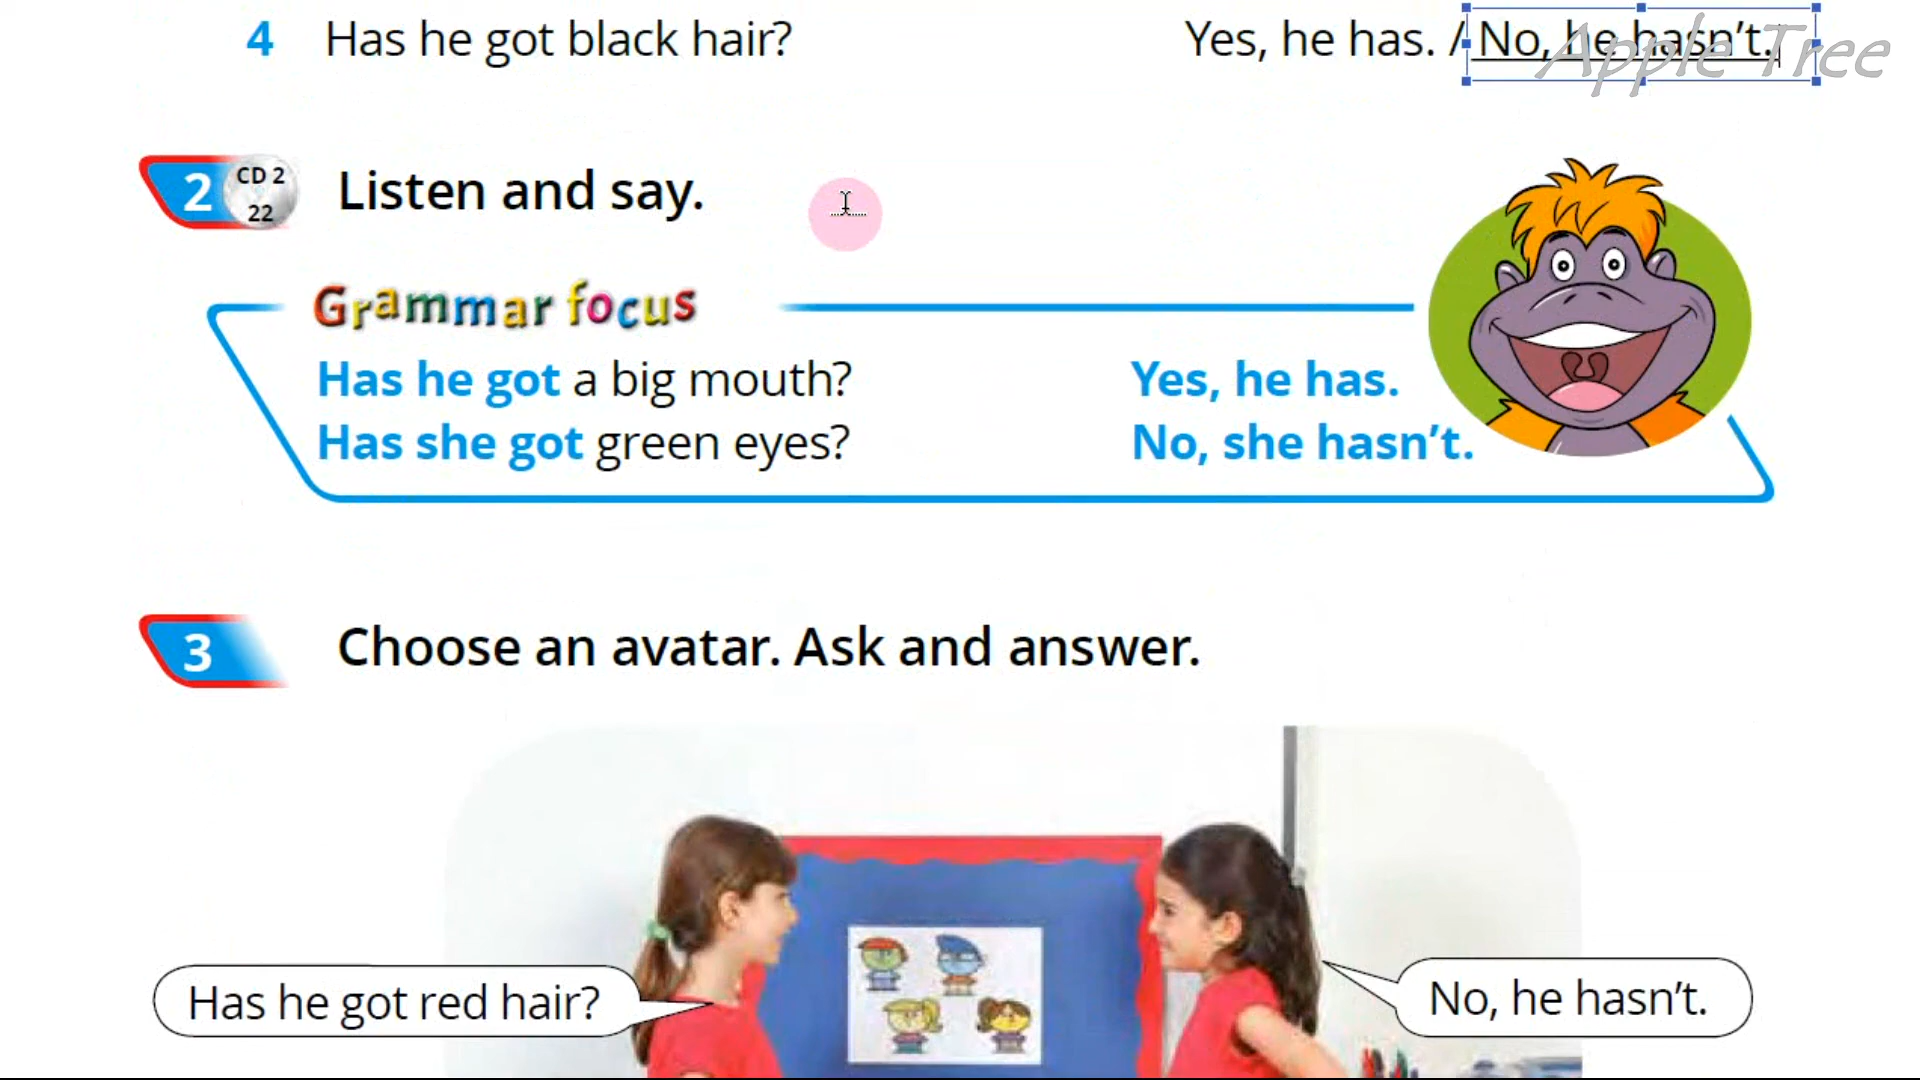 4 Has he got black hair? Yes, he has. / No, he hasn't.
Apple Tree
2 CD 2 22 Listen and say.
Grammar focus
Has he got a big mouth? Yes, he has.
Has she got green eyes? No, she hasn't.
3 Choose an avatar. Ask and answer.
Has he got red hair?
No, he hasn't.